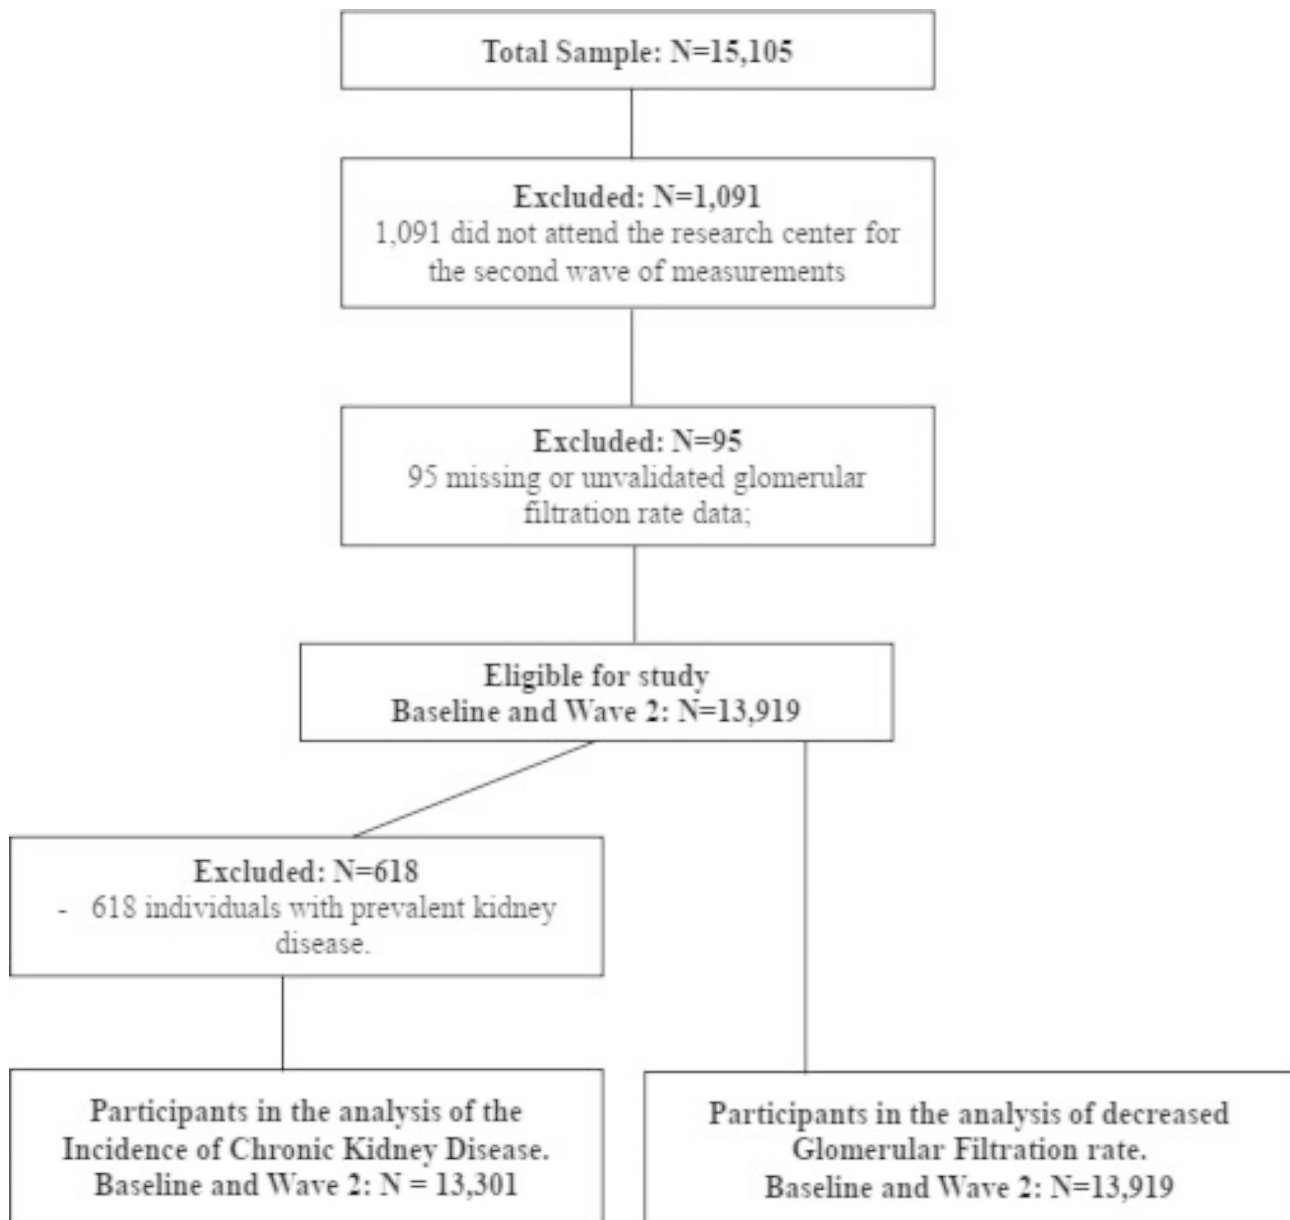 Total Sample: N=15,105
Excluded: N=1,091
1,091 did not attend the research center for
the second wave of measurements
Excluded: N=95
95 missing or unvalidated glomerular
filtration rate data;
Eligible for study
Baseline and Wave 2: N=13,919
Excluded: N=618
- 618 individuals with prevalent kidney
disease.
Participants in the analysis of the
Incidence of Chronic Kidney Disease.
Baseline and Wave 2: N = 13,301
Participants in the analysis of decreased
Glomerular Filtration rate.
Baseline and Wave 2: N=13,919